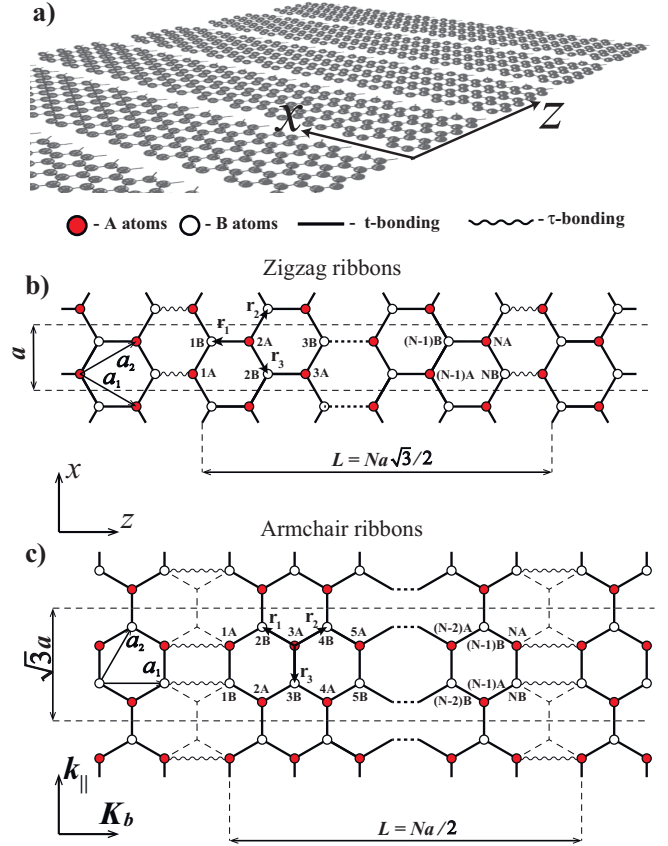 a)
x
z
- A atoms - B atoms - t-bonding - τ-bonding
Zigzag ribbons
b)
r₂
r₁
a
1B 2A 3B (N-1)B NA
a₂
r₃
a₁
1A 2B 3A (N-1)A NB
L = Na√3/2
x
z
Armchair ribbons
c)
1A r₁ 3A r₂ 5A (N-2)A NA
2B 4B (N-1)B
a₂
√3a
a₁
r₃
1B 2A 3B 4A 5B (N-1)A NB
(N-2)B
k||
K_b
L = Na/2